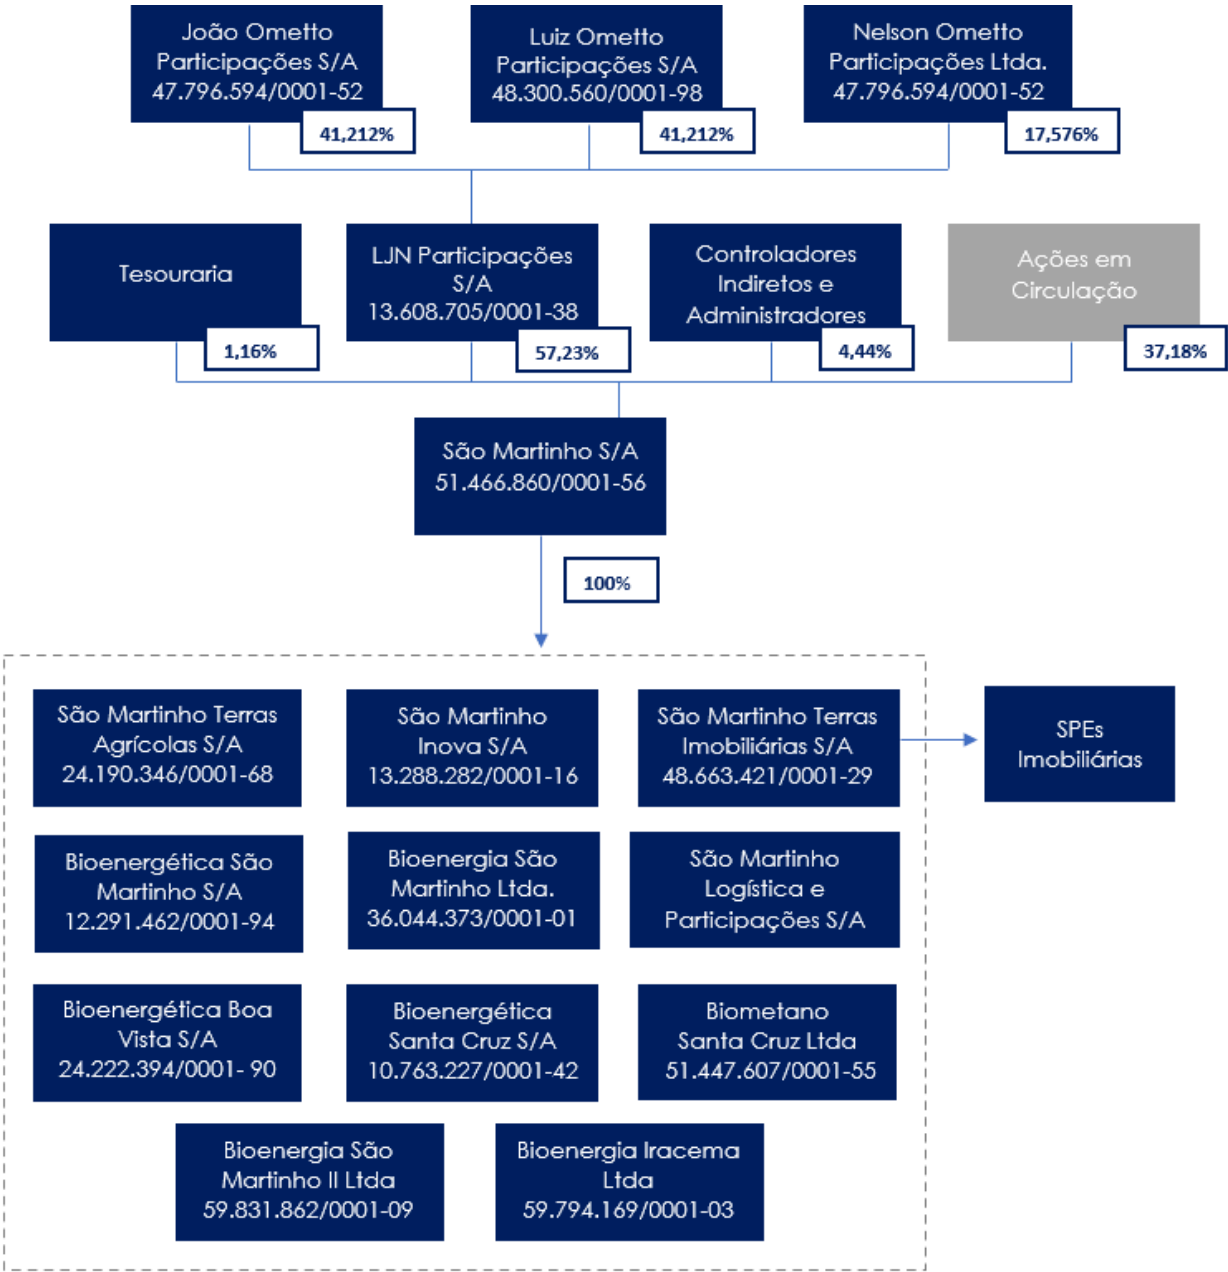 João Ometto
Participações S/A
47.796.594/0001-52
41,212%
Luiz Ometto
Participações S/A
48.300.560/0001-98
41,212%
Nelson Ometto
Participações Ltda.
47.796.594/0001-52
17,576%
Tesouraria
1,16%
LJN Participações
S/A
13.608.705/0001-38
57,23%
Controladores
Indiretos e
Administradores
4,44%
Ações em
Circulação
37,18%
São Martinho S/A
51.466.860/0001-56
100%
São Martinho Terras
Agrícolas S/A
24.190.346/0001-68
São Martinho
Inova S/A
13.288.282/0001-16
São Martinho Terras
Imobiliárias S/A
48.663.421/0001-29
SPEs
Imobiliárias
Bioenergética São
Martinho S/A
12.291.462/0001-94
Bioenergia São
Martinho Ltda.
36.044.373/0001-01
São Martinho
Logística e
Participações S/A
Bioenergética Boa
Vista S/A
24.222.394/0001- 90
Bioenergética
Santa Cruz S/A
10.763.227/0001-42
Biometano
Santa Cruz Ltda
51.447.607/0001-55
Bioenergia São
Martinho II Ltda
59.831.862/0001-09
Bioenergia Iracema
Ltda
59.794.169/0001-03